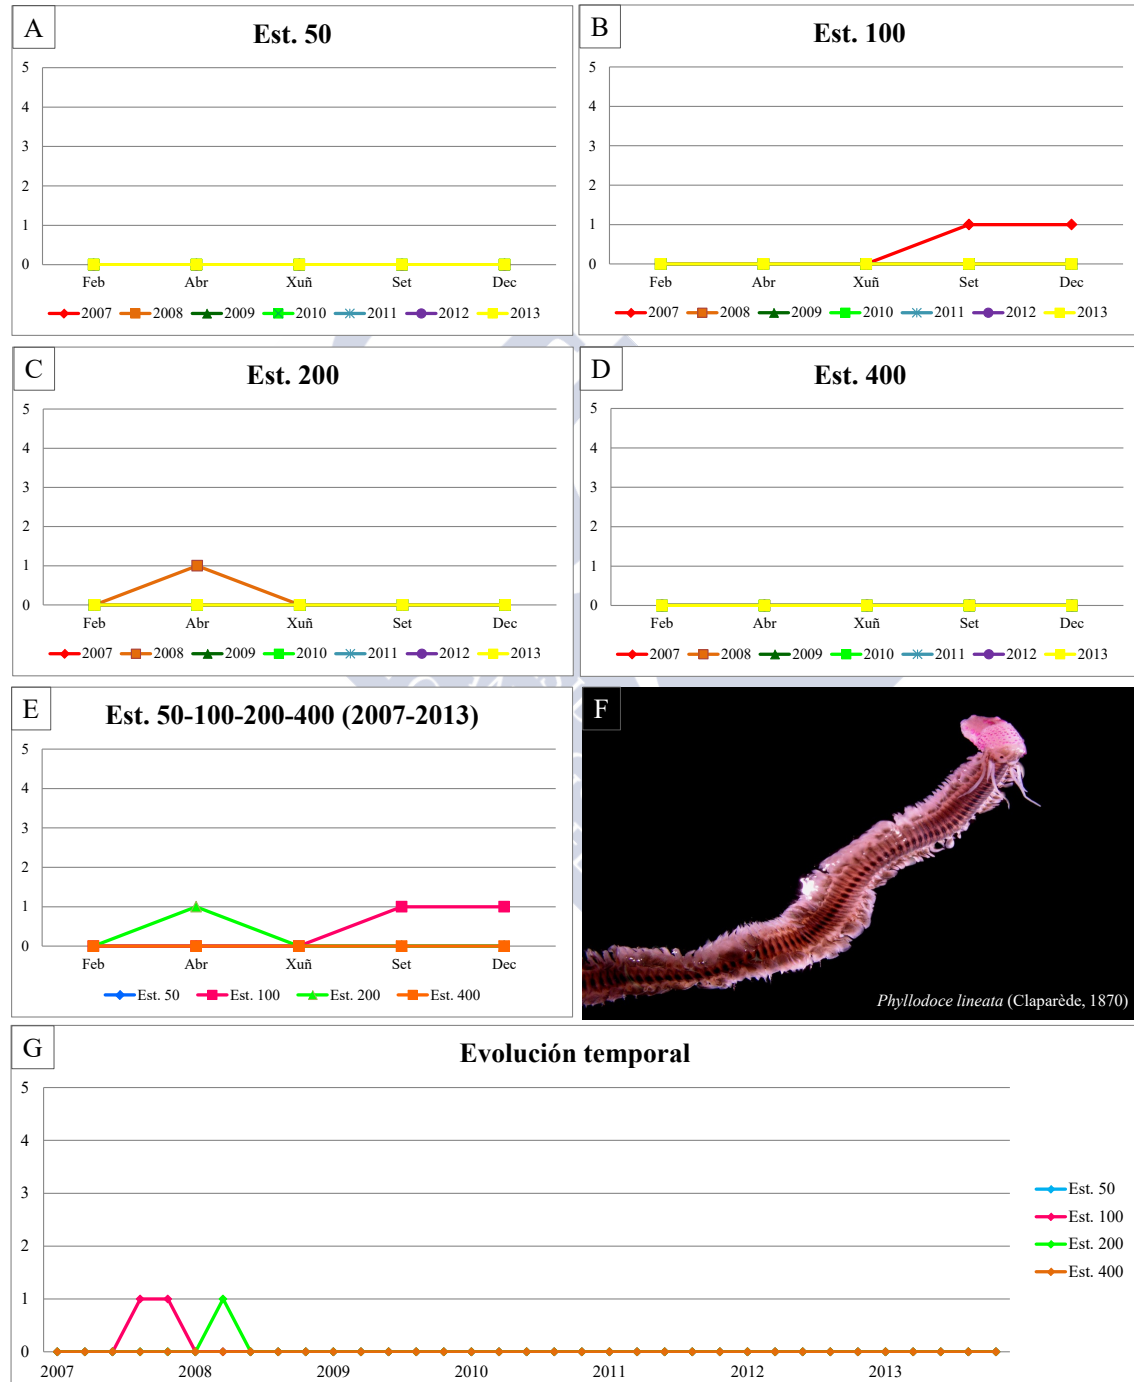 A
Est. 50
5
4
3
2
1
0
Feb Abr Xuñ Set Dec
2007 2008 2009 2010 2011 2012 2013
B
Est. 100
5
4
3
2
1
0
Feb Abr Xuñ Set Dec
2007 2008 2009 2010 2011 2012 2013
C
Est. 200
5
4
3
2
1
0
Feb Abr Xuñ Set Dec
2007 2008 2009 2010 2011 2012 2013
D
Est. 400
5
4
3
2
1
0
Feb Abr Xuñ Set Dec
2007 2008 2009 2010 2011 2012 2013
E
Est. 50-100-200-400 (2007-2013)
5
4
3
2
1
0
Feb Abr Xuñ Set Dec
Est. 50 Est. 100 Est. 200 Est. 400
F
Phyllodoce lineata (Claparède, 1870)
G
Evolución temporal
5
4
3
2
1
0
2007 2008 2009 2010 2011 2012 2013
Est. 50
Est. 100
Est. 200
Est. 400